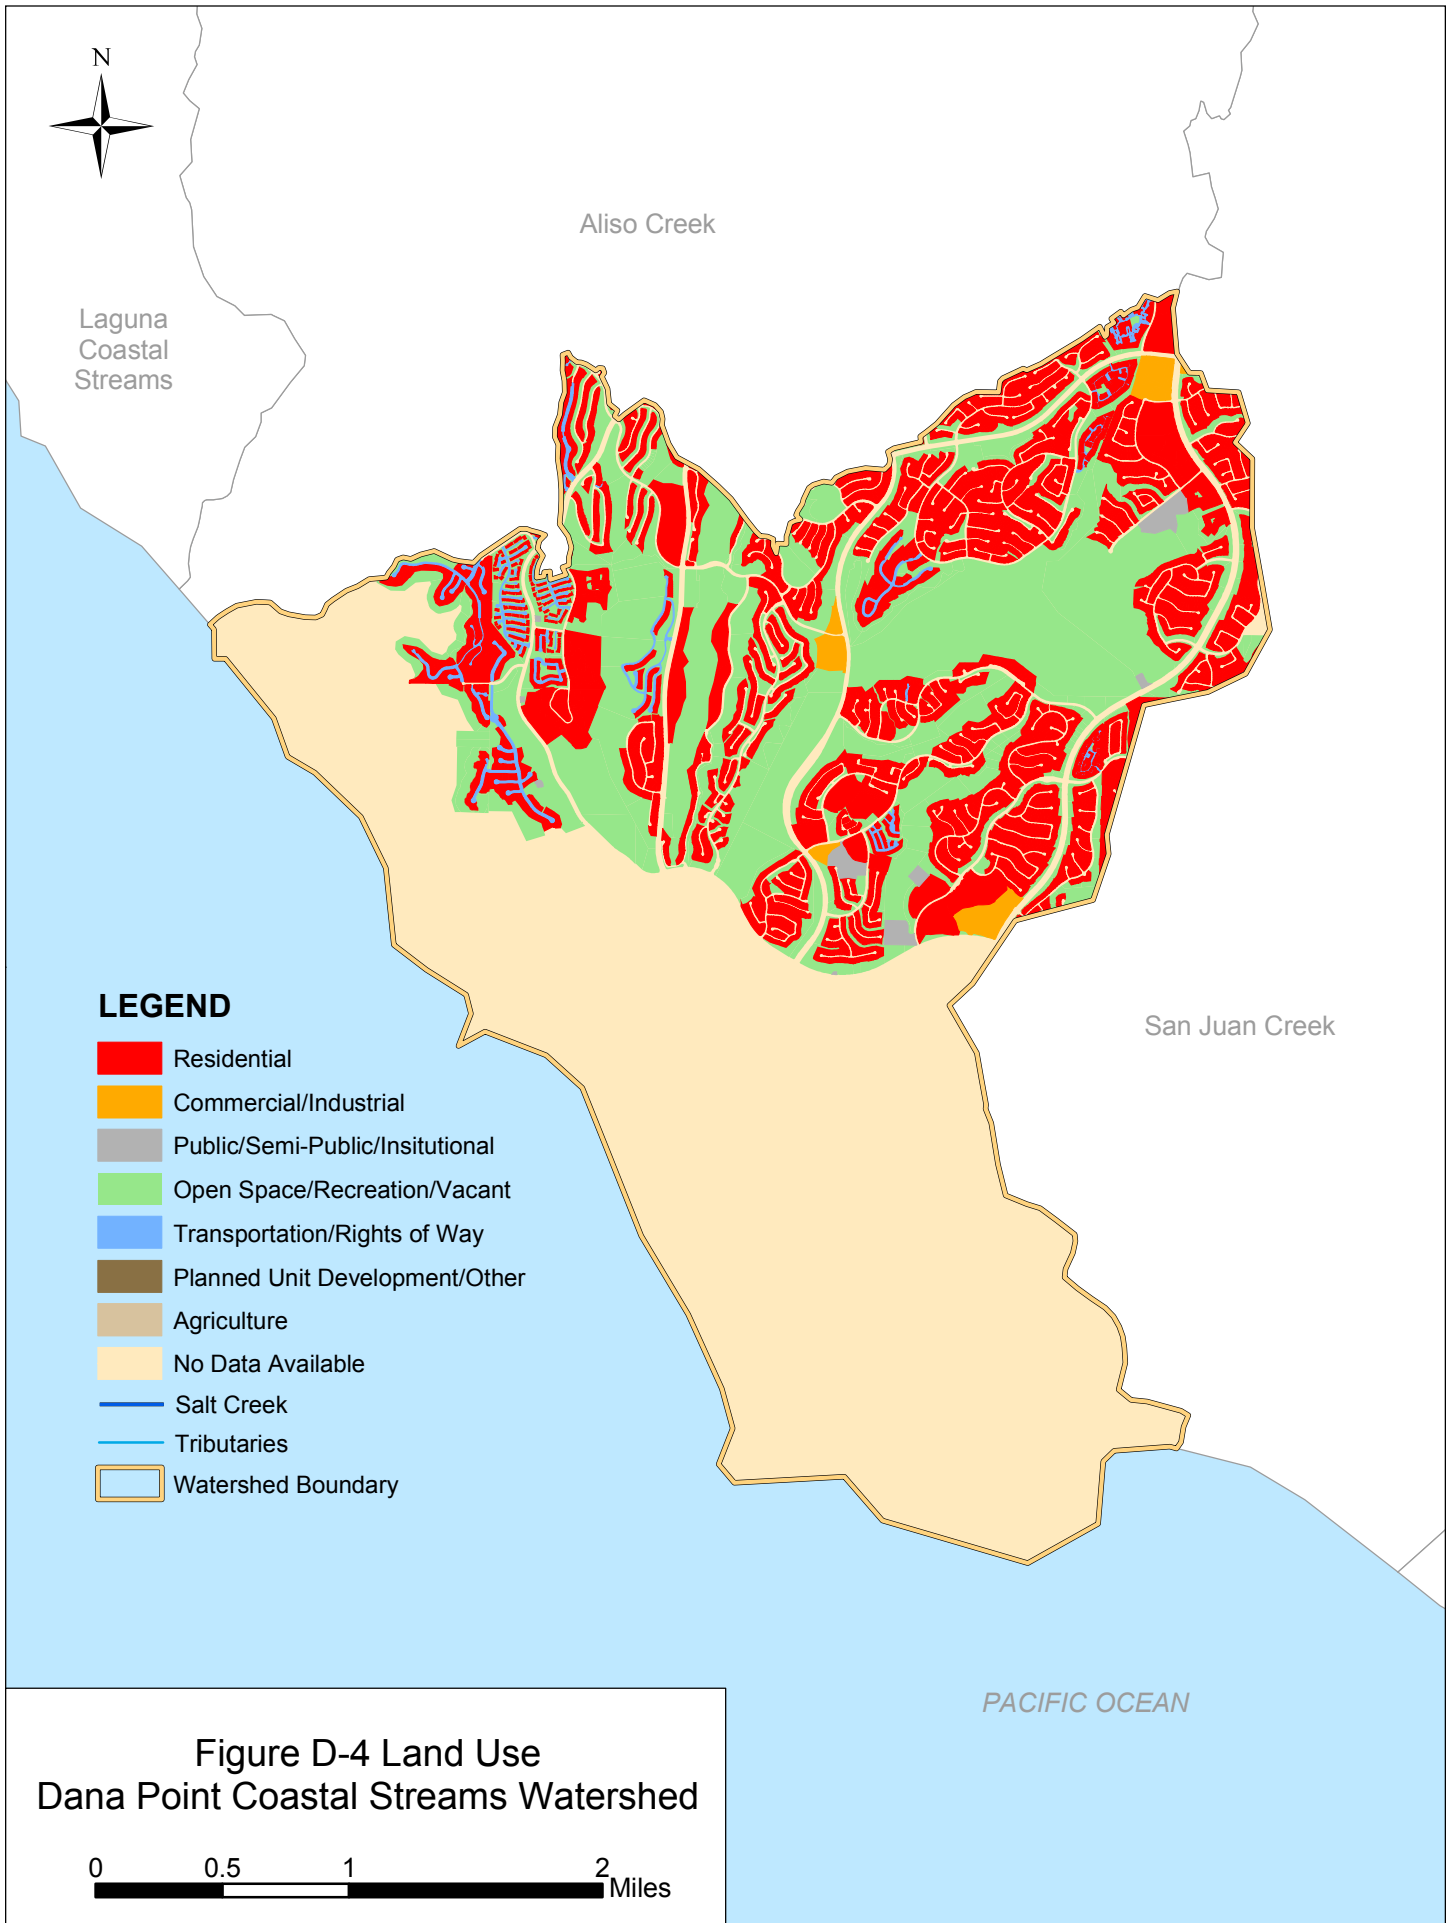 N
Aliso Creek
Laguna
Coastal
Streams
San Juan Creek
LEGEND
Residential
Commercial/Industrial
Public/Semi-Public/Insitutional
Open Space/Recreation/Vacant
Transportation/Rights of Way
Planned Unit Development/Other
Agriculture
No Data Available
Salt Creek
Tributaries
Watershed Boundary
PACIFIC OCEAN
Figure D-4 Land Use
Dana Point Coastal Streams Watershed
0 0.5 1 2
Miles